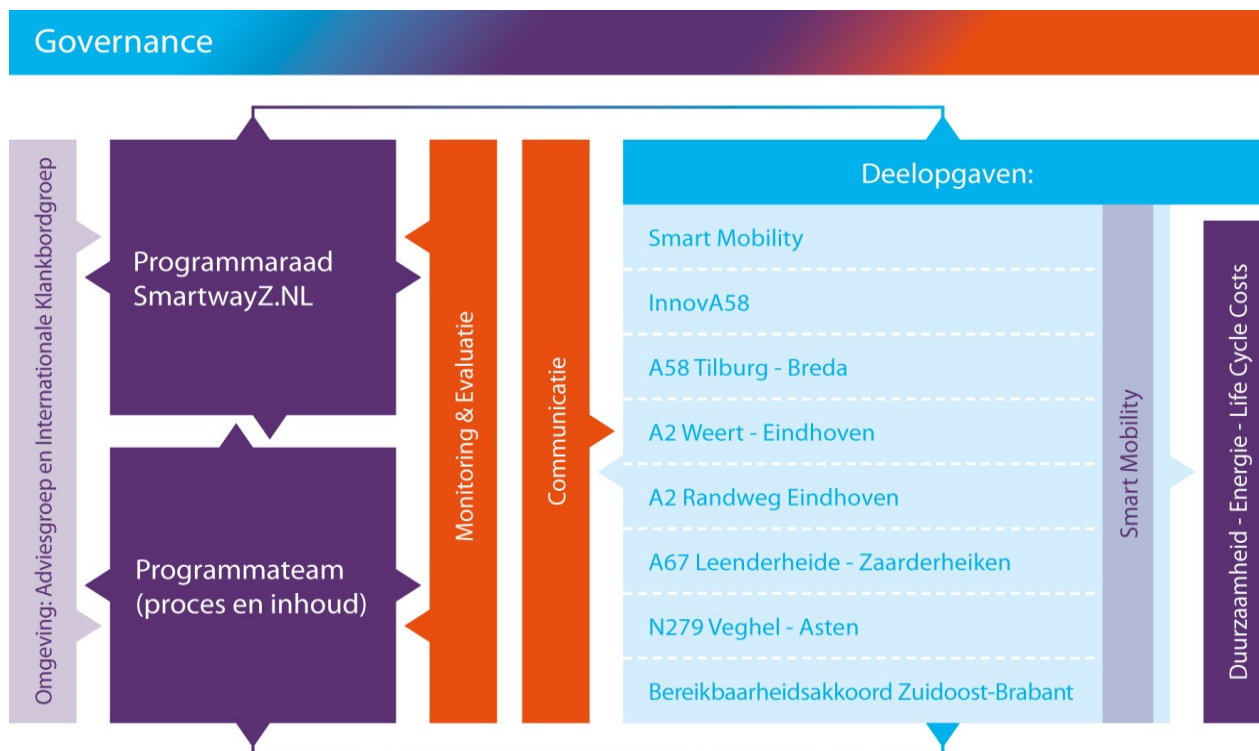 Governance
Omgeving: Adviesgroep en Internationale Klankbordgroep
Programmaraad
SmartwayZ.NL
Programmateam
(proces en inhoud)
Monitoring & Evaluatie
Communicatie
Deelopgaven:
Smart Mobility
InnovA58
A58 Tilburg - Breda
A2 Weert - Eindhoven
A2 Randweg Eindhoven
A67 Leenderheide - Zaarderheiken
N279 Veghel - Asten
Bereikbaarheidsakkoord Zuidoost-Brabant
Smart Mobility
Duurzaamheid - Energie - Life Cycle Costs